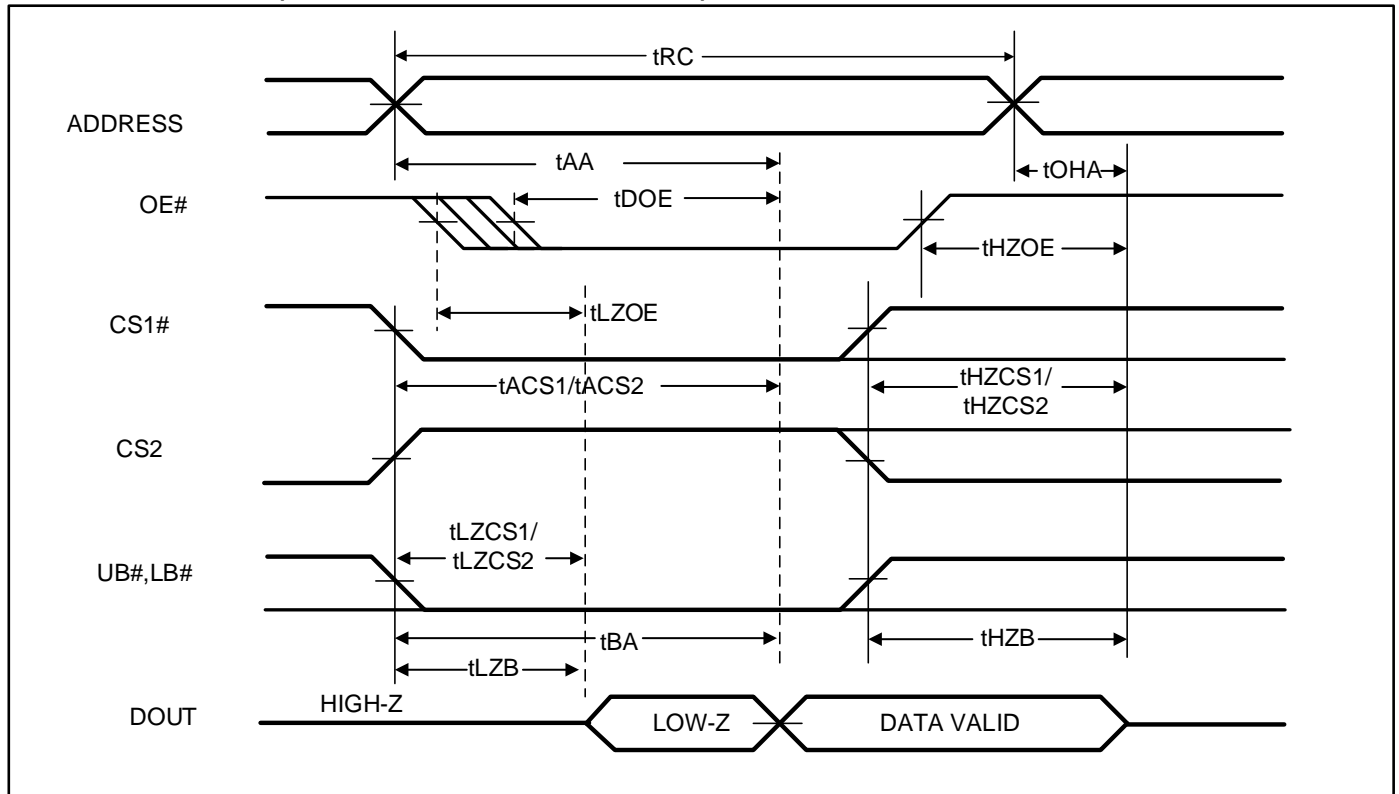 tRC
ADDRESS
tAA
tOHA
OE#
tDOE
tHZOE
CS1#
tLZOE
tACS1/tACS2
tHZCS1/
tHZCS2
CS2
tLZCS1/
tLZCS2
UB#,LB#
tBA
tHZB
tLZB
DOUT
HIGH-Z
LOW-Z
DATA VALID